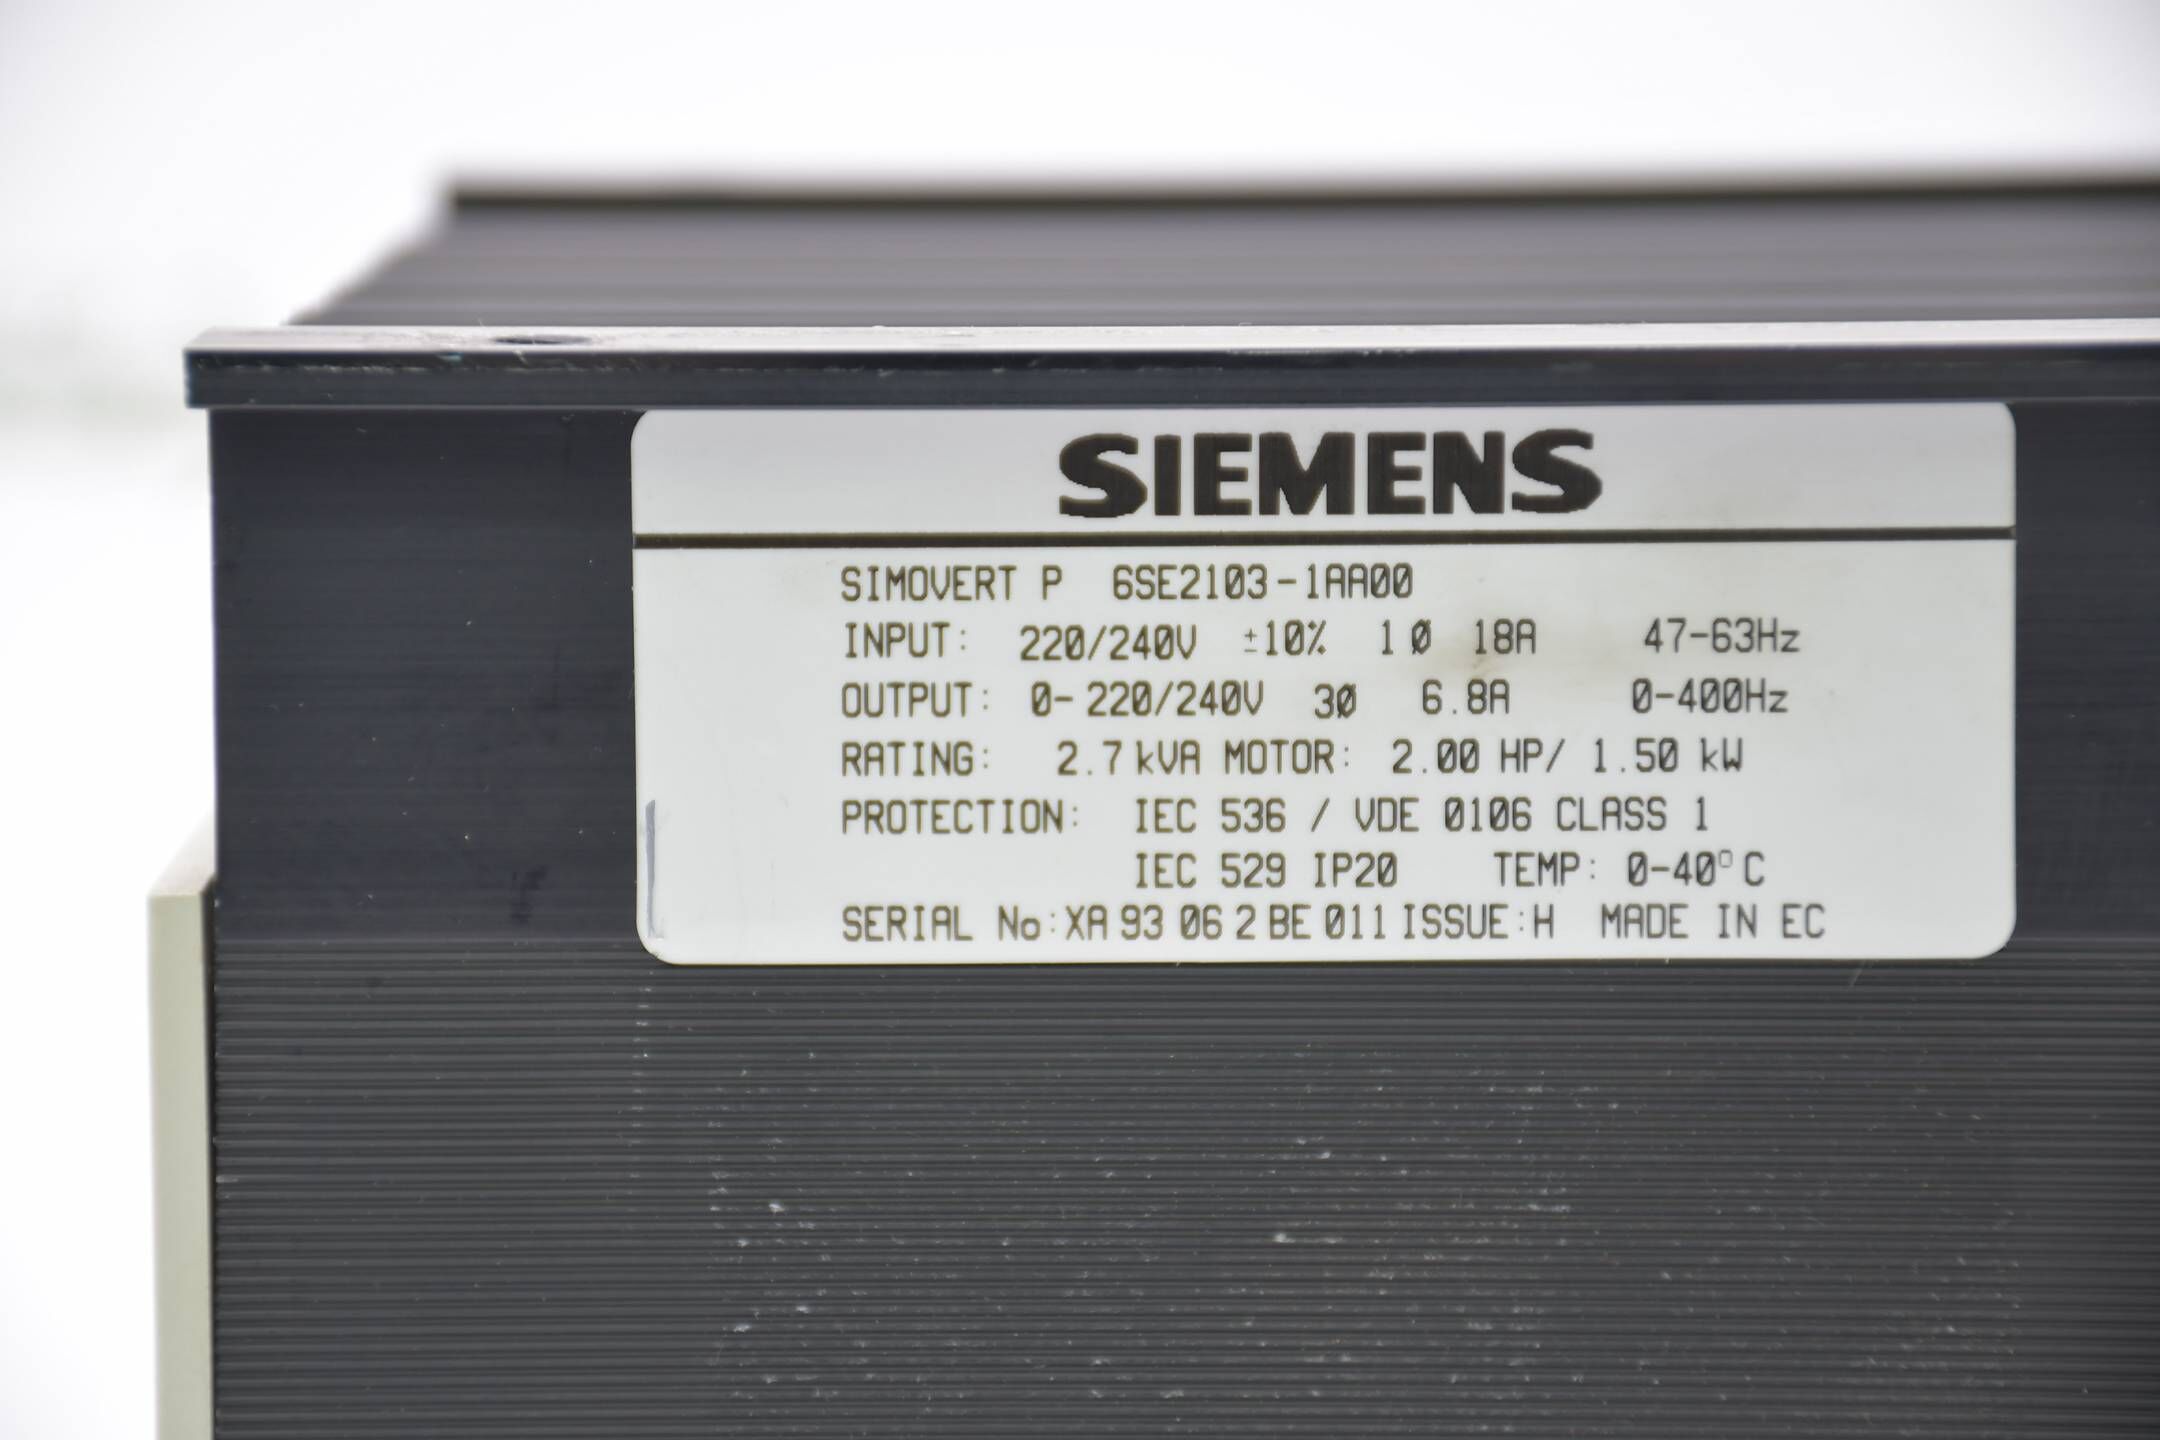 SIEMENS
SIMOVERT P 6SE2103-1AA00
INPUT: 220/240V ±10% 1Ø 18A 47-63Hz
OUTPUT: 0-220/240V 3Ø 6.8A 0-400Hz
RATING: 2.7 kVA MOTOR: 2.00 HP/ 1.50 kW
PROTECTION: IEC 536 / VDE 0106 CLASS 1
IEC 529 IP20 TEMP: 0-40°C
SERIAL No:XA 93 06 2 BE 011 ISSUE:H MADE IN EC